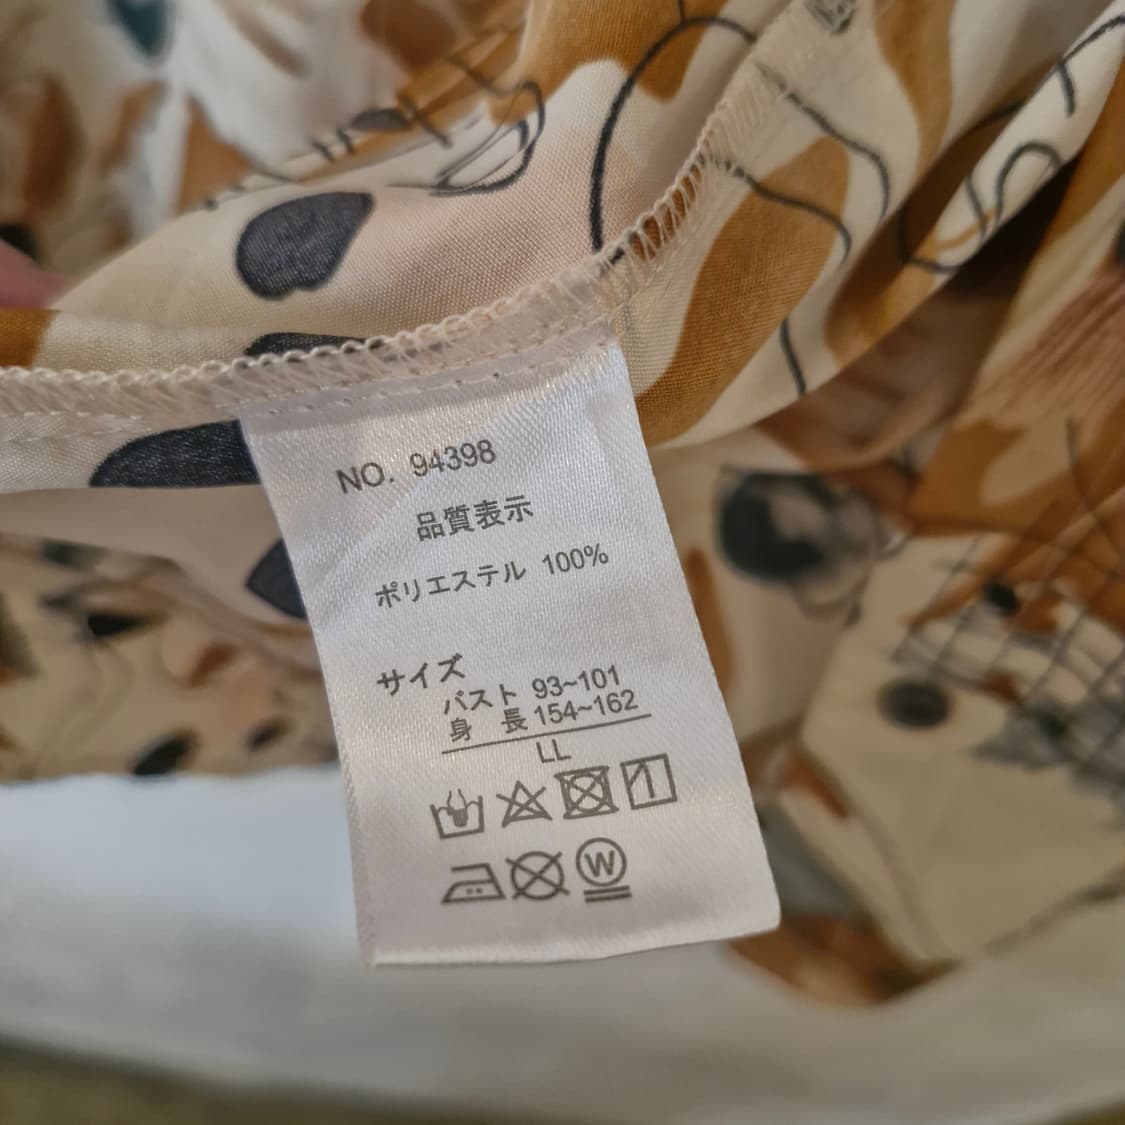 NO. 94398
品質表示
ポリエステル 100%
サイズ
バスト 93~101
身 長 154~162
LL
W